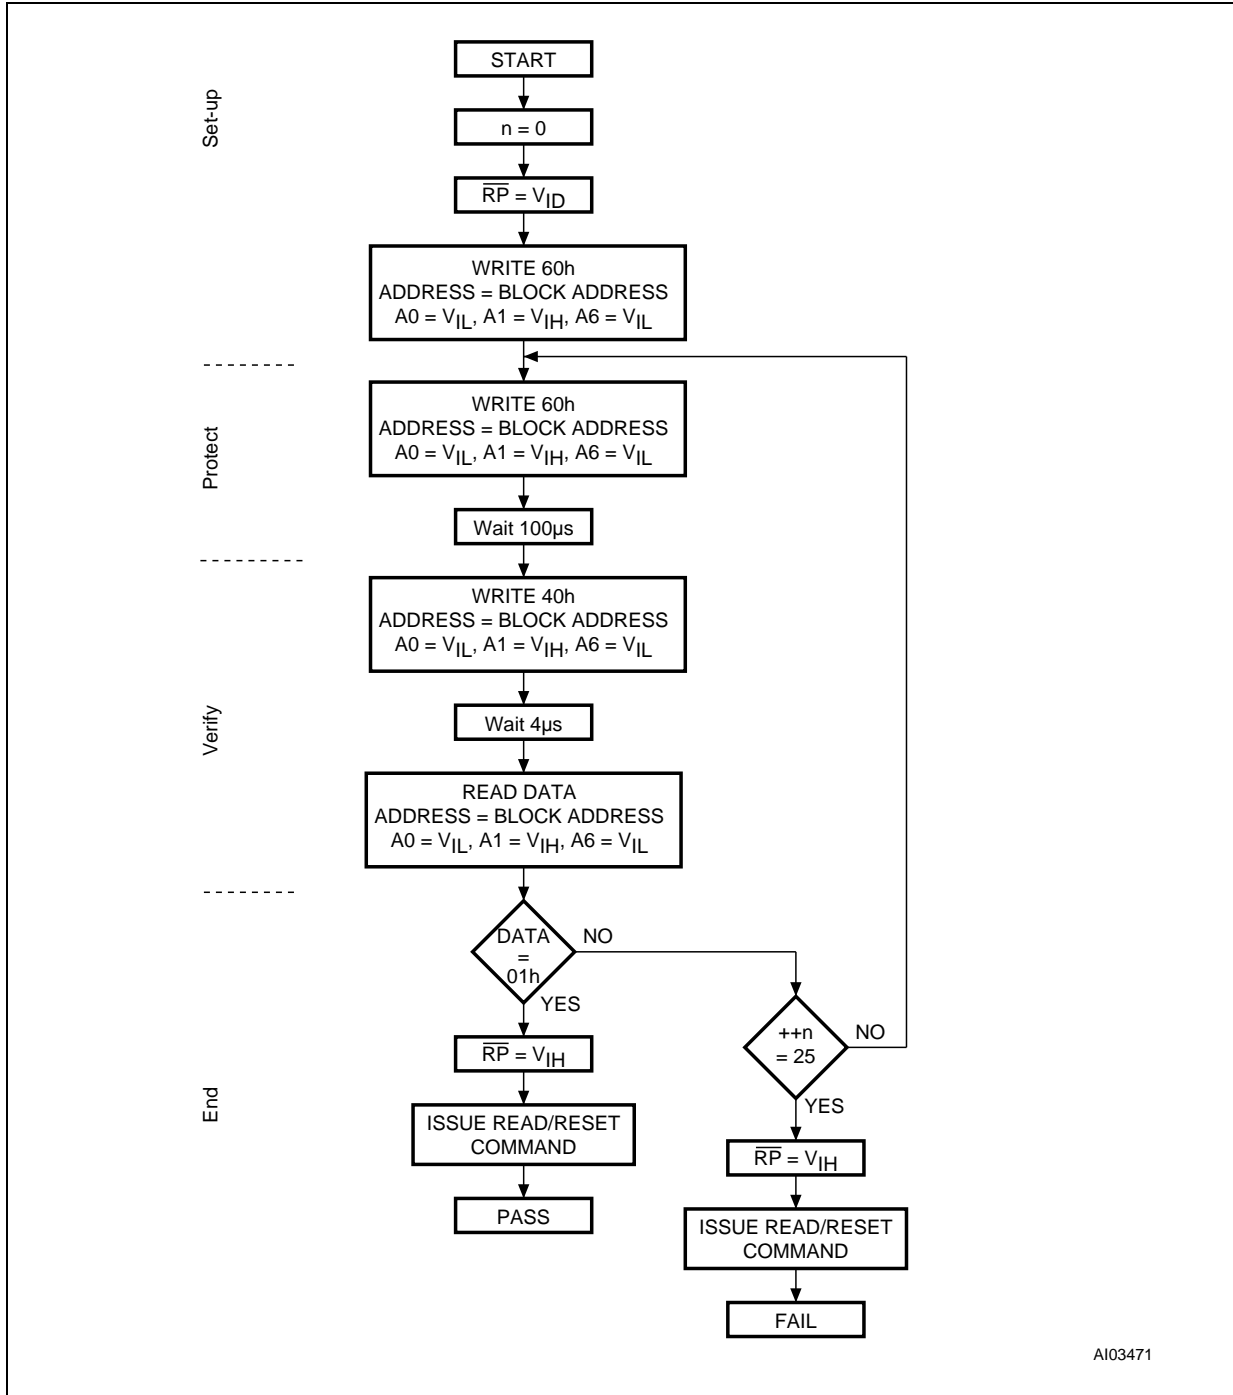 Set-up
START
n = 0
R̅P̅ = VID
WRITE 60h
ADDRESS = BLOCK ADDRESS
A0 = VIL, A1 = VIH, A6 = VIL
Protect
WRITE 60h
ADDRESS = BLOCK ADDRESS
A0 = VIL, A1 = VIH, A6 = VIL
Wait 100µs
Verify
WRITE 40h
ADDRESS = BLOCK ADDRESS
A0 = VIL, A1 = VIH, A6 = VIL
Wait 4µs
READ DATA
ADDRESS = BLOCK ADDRESS
A0 = VIL, A1 = VIH, A6 = VIL
End
DATA
=
01h
NO
YES
++n
= 25
NO
YES
R̅P̅ = VIH
ISSUE READ/RESET
COMMAND
PASS
R̅P̅ = VIH
ISSUE READ/RESET
COMMAND
FAIL
AI03471